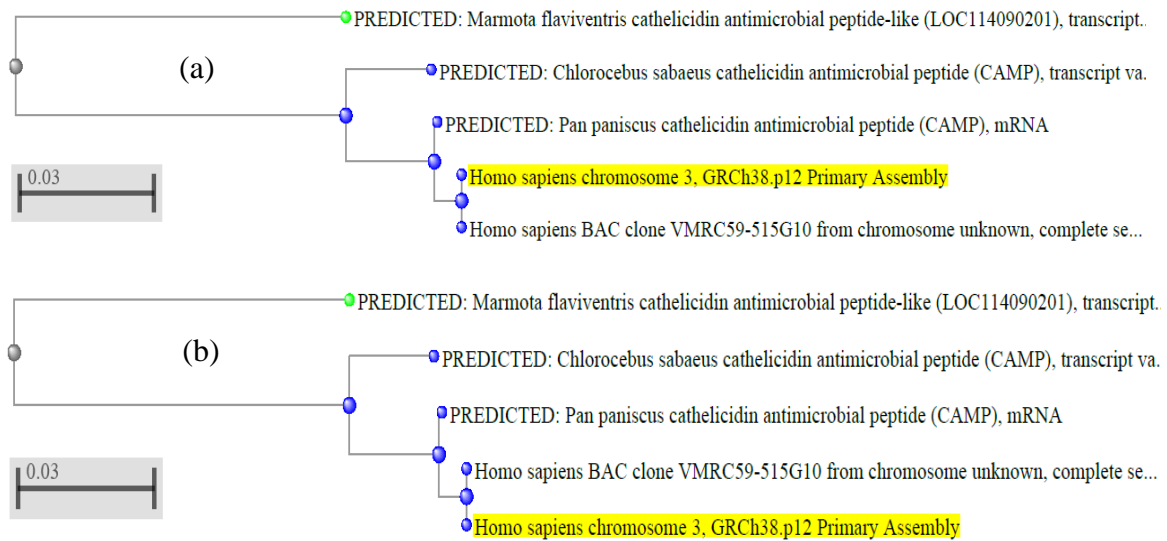 PREDICTED: Marmota flaviventris cathelicidin antimicrobial peptide-like (LOC114090201), transcript..
(a)
PREDICTED: Chlorocebus sabaeus cathelicidin antimicrobial peptide (CAMP), transcript va.
PREDICTED: Pan paniscus cathelicidin antimicrobial peptide (CAMP), mRNA
0.03
Homo sapiens chromosome 3, GRCh38.p12 Primary Assembly
Homo sapiens BAC clone VMRC59-515G10 from chromosome unknown, complete se...
PREDICTED: Marmota flaviventris cathelicidin antimicrobial peptide-like (LOC114090201), transcript..
(b)
PREDICTED: Chlorocebus sabaeus cathelicidin antimicrobial peptide (CAMP), transcript va.
PREDICTED: Pan paniscus cathelicidin antimicrobial peptide (CAMP), mRNA
0.03
Homo sapiens BAC clone VMRC59-515G10 from chromosome unknown, complete se...
Homo sapiens chromosome 3, GRCh38.p12 Primary Assembly